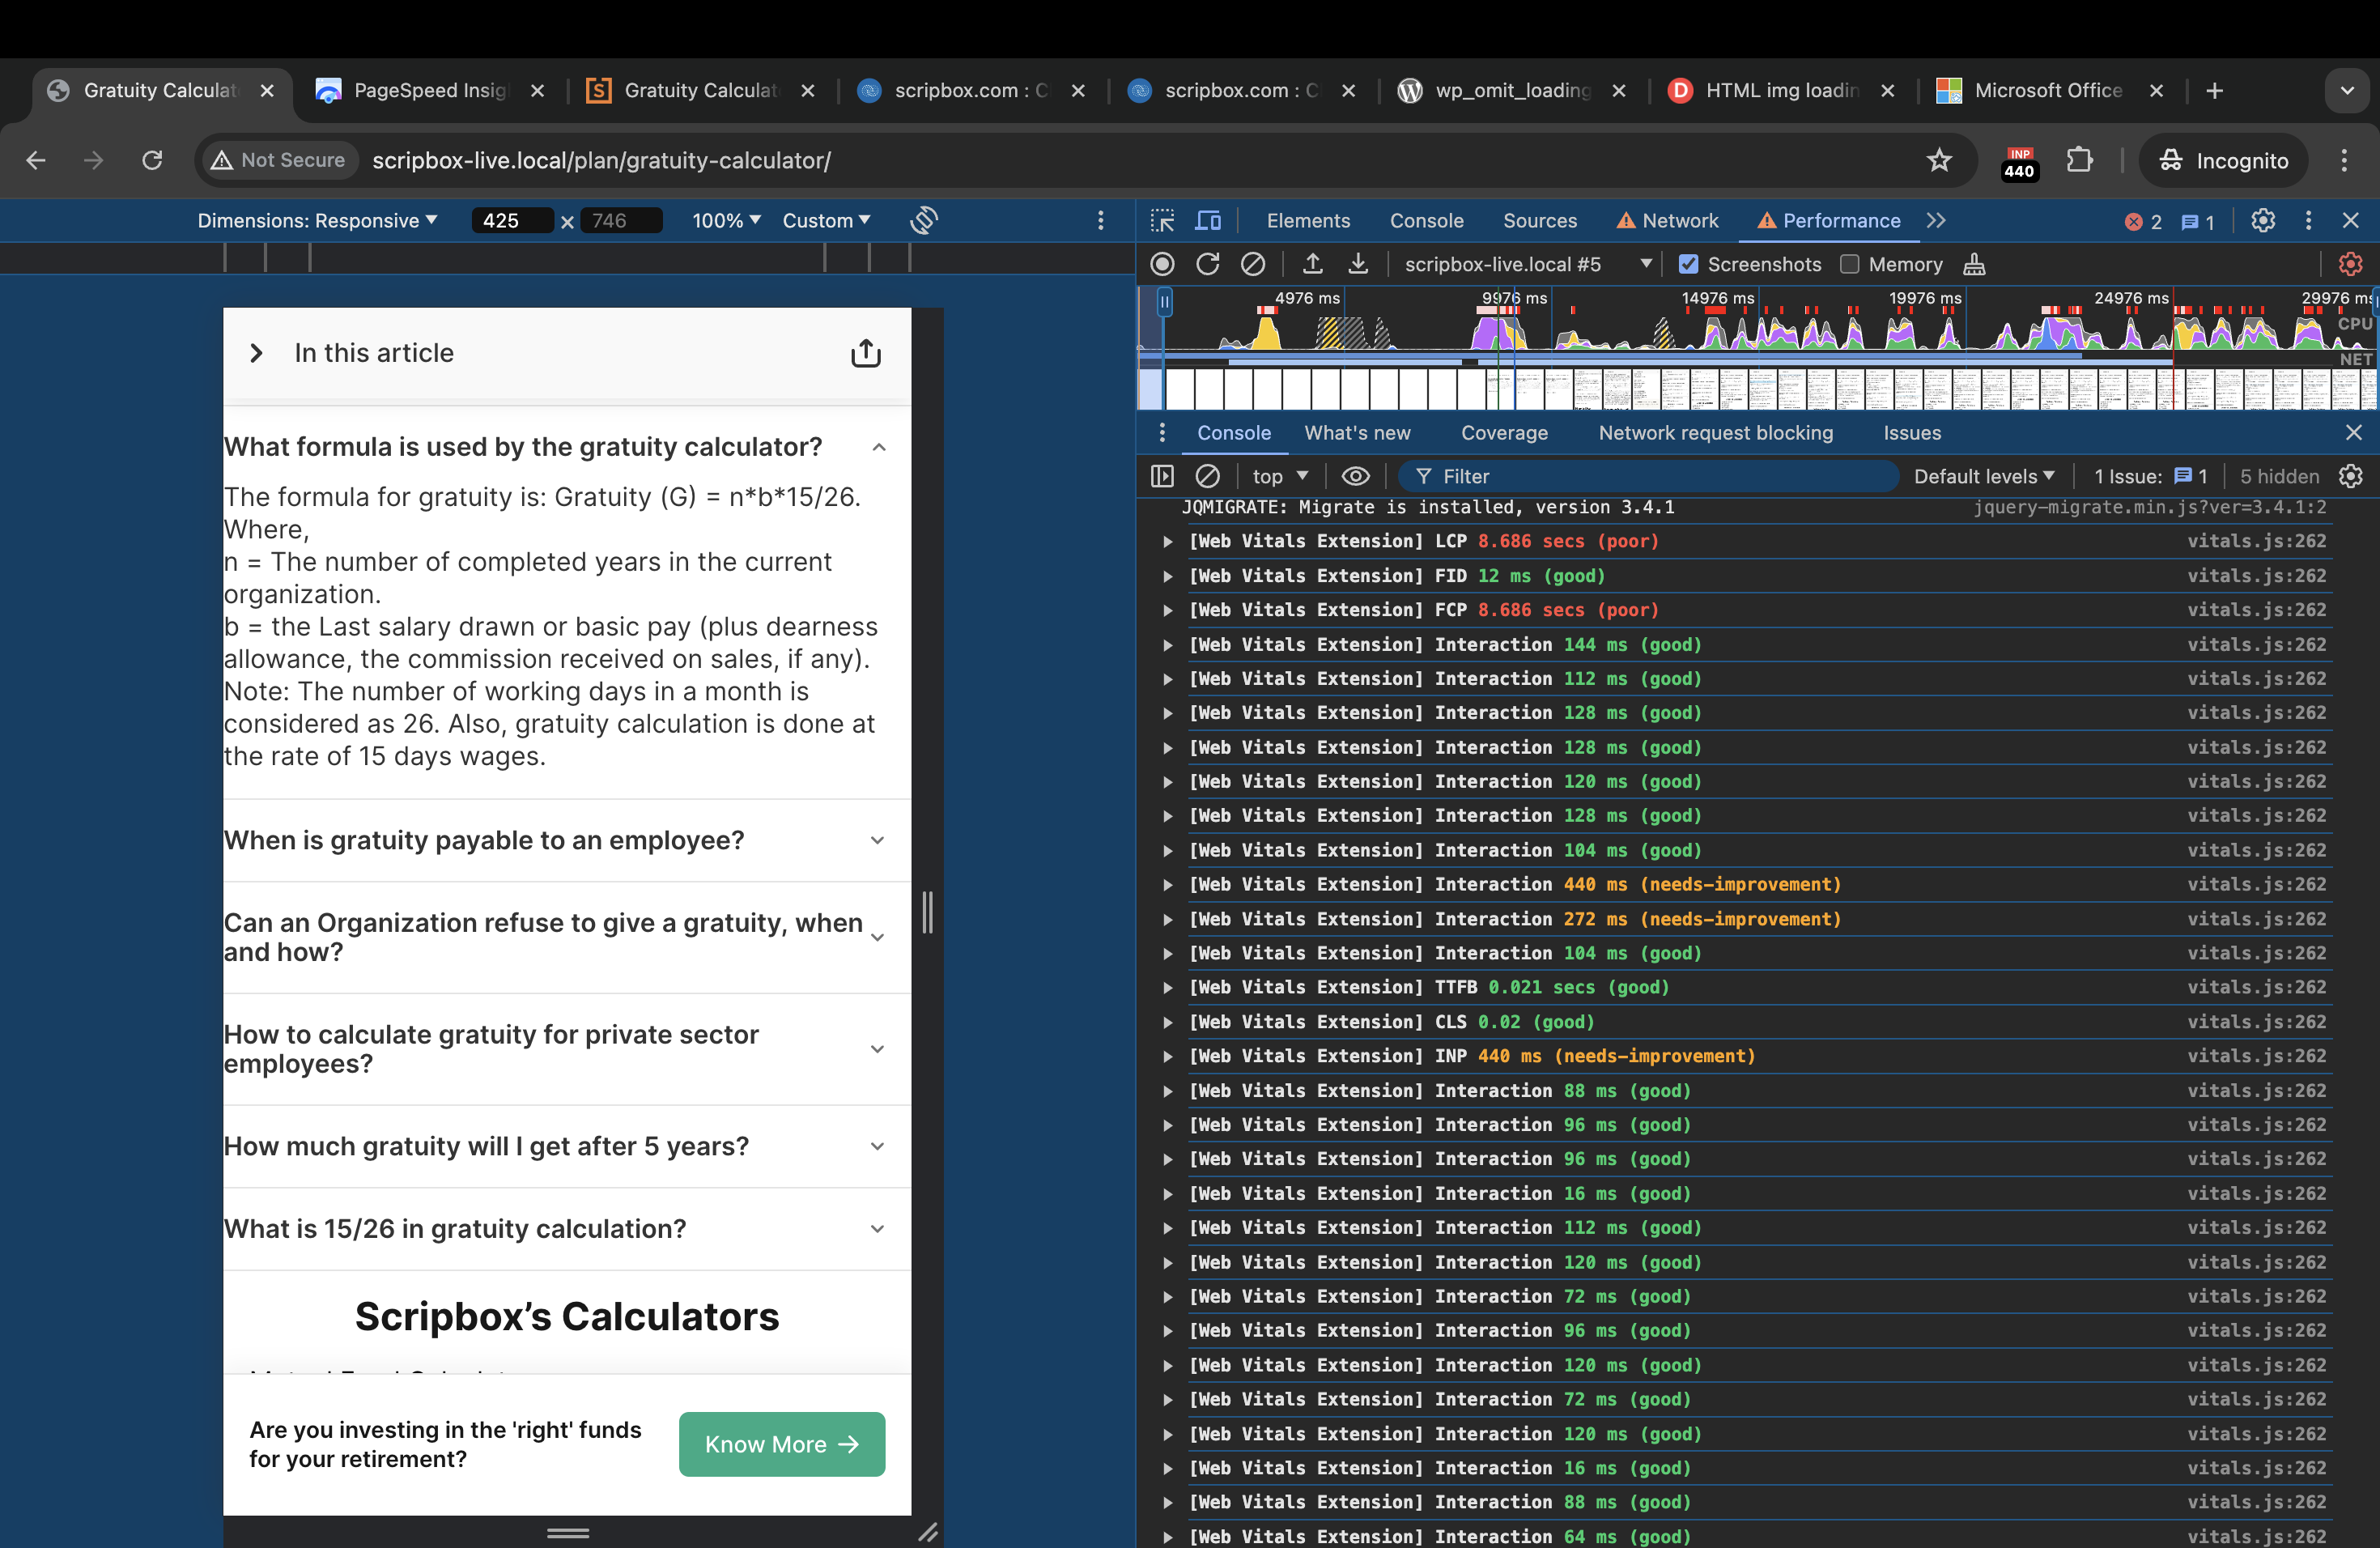 Gratuity Calculat
PageSpeed Insig
Gratuity Calculat
scripbox.com : C
scripbox.com : C
wp_omit_loading
HTML img loadin
Microsoft Office
Not Secure
scripbox-live.local/plan/gratuity-calculator/
INP
440
Incognito
Dimensions: Responsive
425 x 746
100%
Custom
Elements
Console
Sources
Network
Performance
2
1
scripbox-live.local #5
Screenshots
Memory
4976 ms
9976 ms
14976 ms
19976 ms
24976 ms
29976 ms
CPU
NET
In this article
What formula is used by the gratuity calculator?
The formula for gratuity is: Gratuity (G) = n*b*15/26.
Where,
n = The number of completed years in the current
organization.
b = the Last salary drawn or basic pay (plus dearness
allowance, the commission received on sales, if any).
Note: The number of working days in a month is
considered as 26. Also, gratuity calculation is done at
the rate of 15 days wages.
When is gratuity payable to an employee?
Can an Organization refuse to give a gratuity, when
and how?
How to calculate gratuity for private sector
employees?
How much gratuity will I get after 5 years?
What is 15/26 in gratuity calculation?
Scripbox’s Calculators
Are you investing in the 'right' funds
for your retirement?
Know More →
Console
What's new
Coverage
Network request blocking
Issues
top
Filter
Default levels
1 Issue: 1
5 hidden
JQMIGRATE: Migrate is installed, version 3.4.1 jquery-migrate.min.js?ver=3.4.1:2
[Web Vitals Extension] LCP 8.686 secs (poor) vitals.js:262
[Web Vitals Extension] FID 12 ms (good) vitals.js:262
[Web Vitals Extension] FCP 8.686 secs (poor) vitals.js:262
[Web Vitals Extension] Interaction 144 ms (good) vitals.js:262
[Web Vitals Extension] Interaction 112 ms (good) vitals.js:262
[Web Vitals Extension] Interaction 128 ms (good) vitals.js:262
[Web Vitals Extension] Interaction 128 ms (good) vitals.js:262
[Web Vitals Extension] Interaction 120 ms (good) vitals.js:262
[Web Vitals Extension] Interaction 128 ms (good) vitals.js:262
[Web Vitals Extension] Interaction 104 ms (good) vitals.js:262
[Web Vitals Extension] Interaction 440 ms (needs-improvement) vitals.js:262
[Web Vitals Extension] Interaction 272 ms (needs-improvement) vitals.js:262
[Web Vitals Extension] Interaction 104 ms (good) vitals.js:262
[Web Vitals Extension] TTFB 0.021 secs (good) vitals.js:262
[Web Vitals Extension] CLS 0.02 (good) vitals.js:262
[Web Vitals Extension] INP 440 ms (needs-improvement) vitals.js:262
[Web Vitals Extension] Interaction 88 ms (good) vitals.js:262
[Web Vitals Extension] Interaction 96 ms (good) vitals.js:262
[Web Vitals Extension] Interaction 96 ms (good) vitals.js:262
[Web Vitals Extension] Interaction 16 ms (good) vitals.js:262
[Web Vitals Extension] Interaction 112 ms (good) vitals.js:262
[Web Vitals Extension] Interaction 120 ms (good) vitals.js:262
[Web Vitals Extension] Interaction 72 ms (good) vitals.js:262
[Web Vitals Extension] Interaction 96 ms (good) vitals.js:262
[Web Vitals Extension] Interaction 120 ms (good) vitals.js:262
[Web Vitals Extension] Interaction 72 ms (good) vitals.js:262
[Web Vitals Extension] Interaction 120 ms (good) vitals.js:262
[Web Vitals Extension] Interaction 16 ms (good) vitals.js:262
[Web Vitals Extension] Interaction 88 ms (good) vitals.js:262
[Web Vitals Extension] Interaction 64 ms (good) vitals.js:262